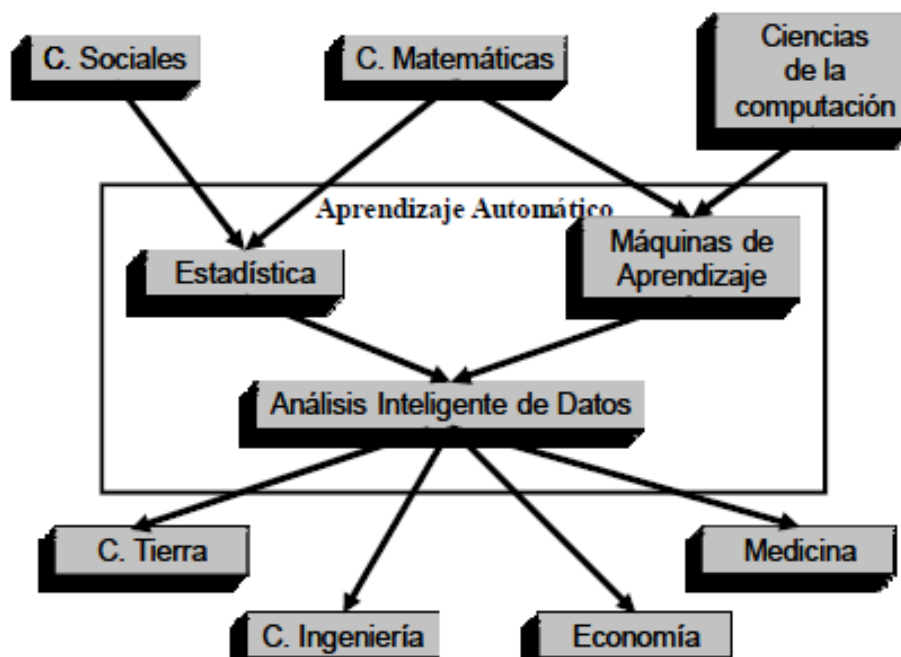 C. Sociales
C. Matemáticas
Ciencias
de la
computación
Aprendizaje Automático
Estadística
Máquinas de
Aprendizaje
Análisis Inteligente de Datos
C. Tierra
Medicina
C. Ingeniería
Economía